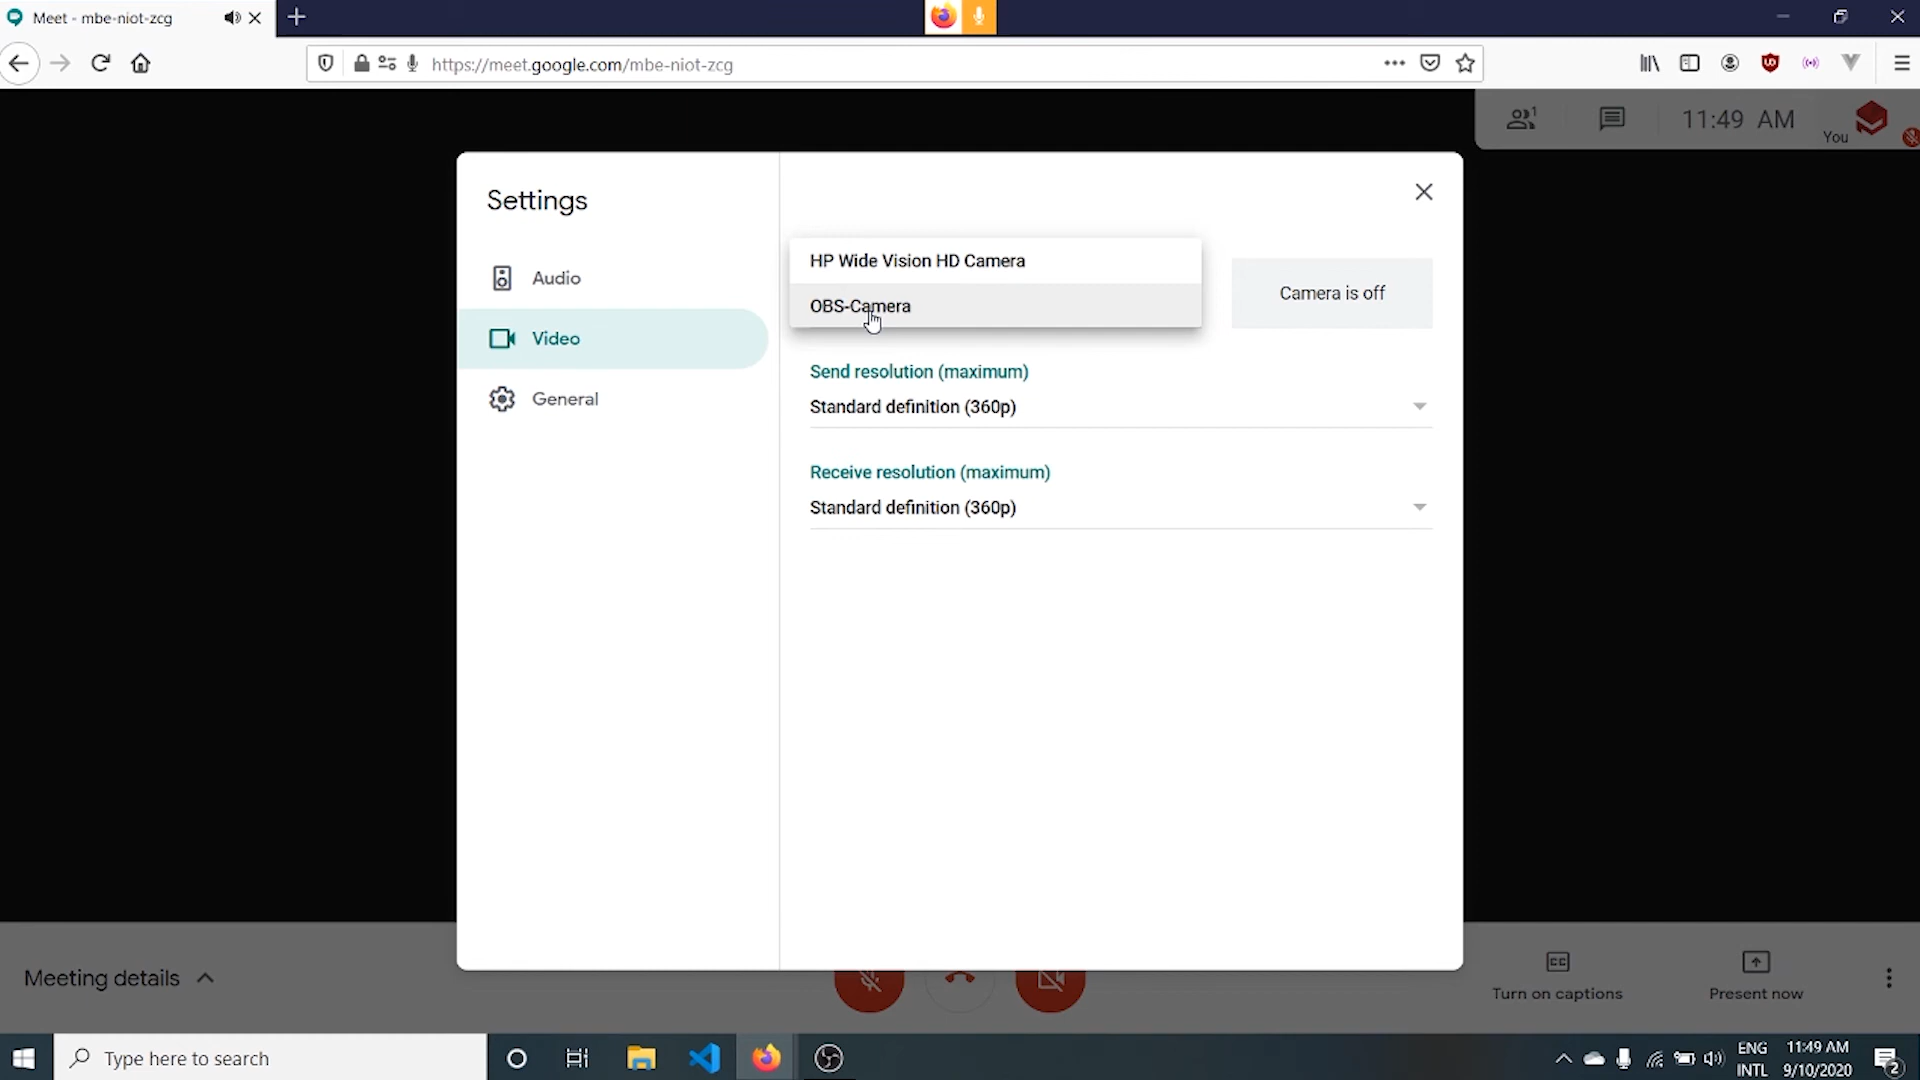 Meet - mbe-niot-zcg
https://meet.google.com/mbe-niot-zcg
1
11:49 AM
You
Settings
Audio
Video
General
HP Wide Vision HD Camera
OBS-Camera
Camera is off
Send resolution (maximum)
Standard definition (360p)
Receive resolution (maximum)
Standard definition (360p)
Meeting details
CC
Turn on captions
Present now
Type here to search
ENG
INTL
11:49 AM
9/10/2020
2